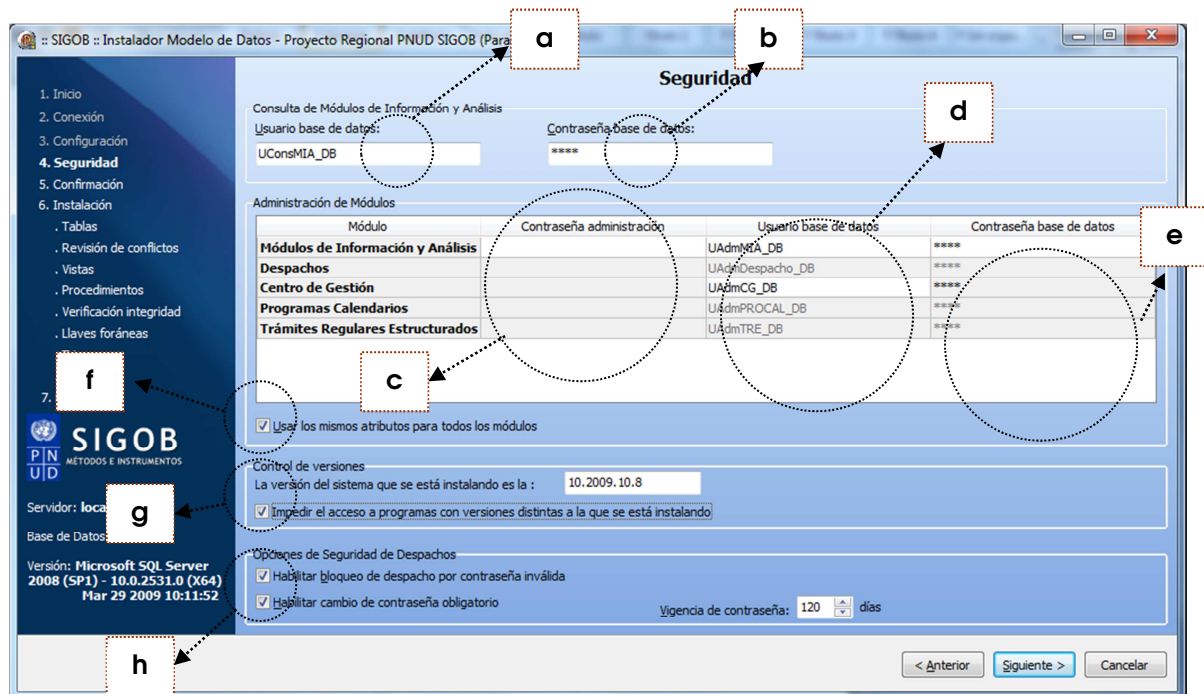 :: SIGOB :: Instalador Modelo de Datos - Proyecto Regional PNUD SIGOB (Para
a
b
c
d
e
f
g
h
1. Inicio
2. Conexión
3. Configuración
4. Seguridad
5. Confirmación
6. Instalación
. Tablas
. Revisión de conflictos
. Vistas
. Procedimientos
. Verificación integridad
. Llaves foráneas
7.
PNUD
SIGOB
MÉTODOS E INSTRUMENTOS
Servidor:
Base de Datos
Versión: Microsoft SQL Server
2008 (SP1) - 10.0.2531.0 (X64)
Mar 29 2009 10:11:52
Seguridad
Consulta de Módulos de Información y Análisis
Usuario base de datos: Contraseña base de datos:
UConsMIA_DB ****
Administración de Módulos
Módulo Contraseña administración Usuario base de datos Contraseña base de datos
Módulos de Información y Análisis UAdmMIA_DB ****
Despachos UAdmDespacho_DB ****
Centro de Gestión UAdmCG_DB ****
Programas Calendarios UAdmPROCAL_DB ****
Trámites Regulares Estructurados UAdmTRE_DB ****
Usar los mismos atributos para todos los módulos
Control de versiones
La versión del sistema que se está instalando es la : 10.2009.10.8
Impedir el acceso a programas con versiones distintas a la que se está instalando
Opciones de Seguridad de Despachos
Habilitar bloqueo de despacho por contraseña inválida
Habilitar cambio de contraseña obligatorio Vigencia de contraseña: 120 días
< Anterior Siguiente > Cancelar